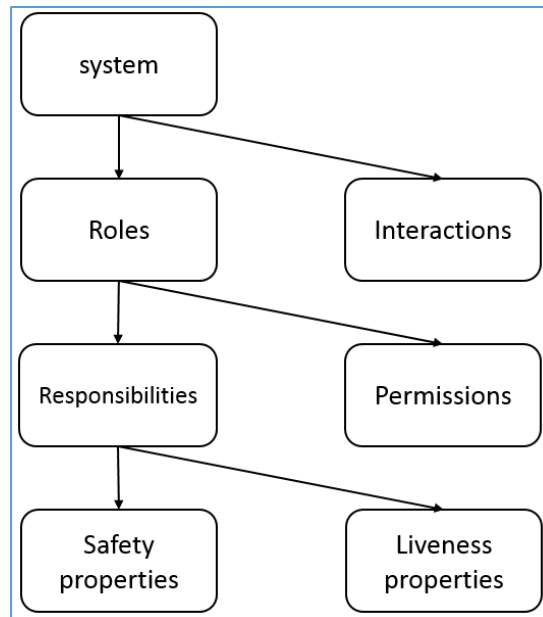 system
Roles
Interactions
Responsibilities
Permissions
Safety
properties
Liveness
properties